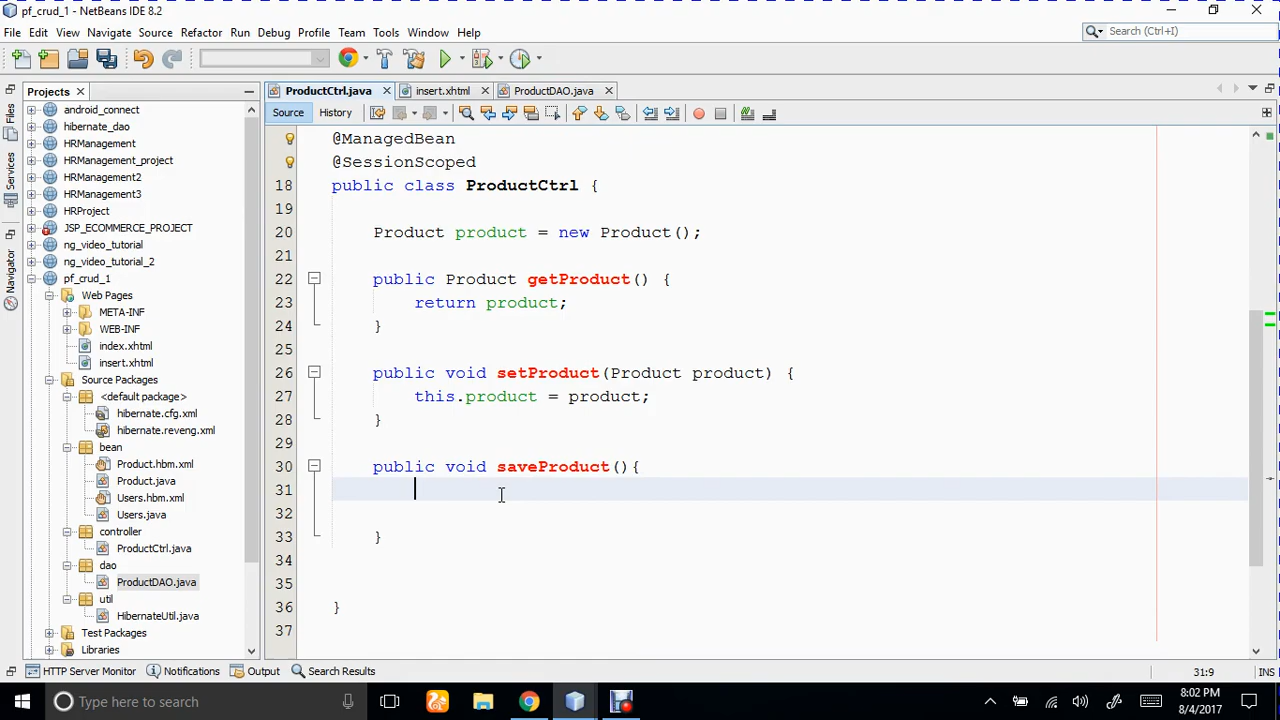 pf_crud_1 - NetBeans IDE 8.2
File Edit View Navigate Source Refactor Run Debug Profile Team Tools Window Help
Search (Ctrl+I)
Projects
ProductCtrl.java
insert.xhtml
ProductDAO.java
Source
History
Files
Services
Navigator
android_connect
hibernate_dao
HRManagement
HRManagement_project
HRManagement2
HRManagement3
HRProject
JSP_ECOMMERCE_PROJECT
ng_video_tutorial
ng_video_tutorial_2
pf_crud_1
Web Pages
META-INF
WEB-INF
index.xhtml
insert.xhtml
Source Packages
<default package>
hibernate.cfg.xml
hibernate.reveng.xml
bean
Product.hbm.xml
Product.java
Users.hbm.xml
Users.java
controller
ProductCtrl.java
dao
ProductDAO.java
util
HibernateUtil.java
Test Packages
Libraries
@ManagedBean
@SessionScoped
18 public class ProductCtrl {
19
20 Product product = new Product();
21
22 public Product getProduct() {
23 return product;
24 }
25
26 public void setProduct(Product product) {
27 this.product = product;
28 }
29
30 public void saveProduct(){
31
32
33 }
34
35
36 }
37
HTTP Server Monitor
Notifications
Output
Search Results
31:9
INS
Type here to search
8:02 PM
8/4/2017